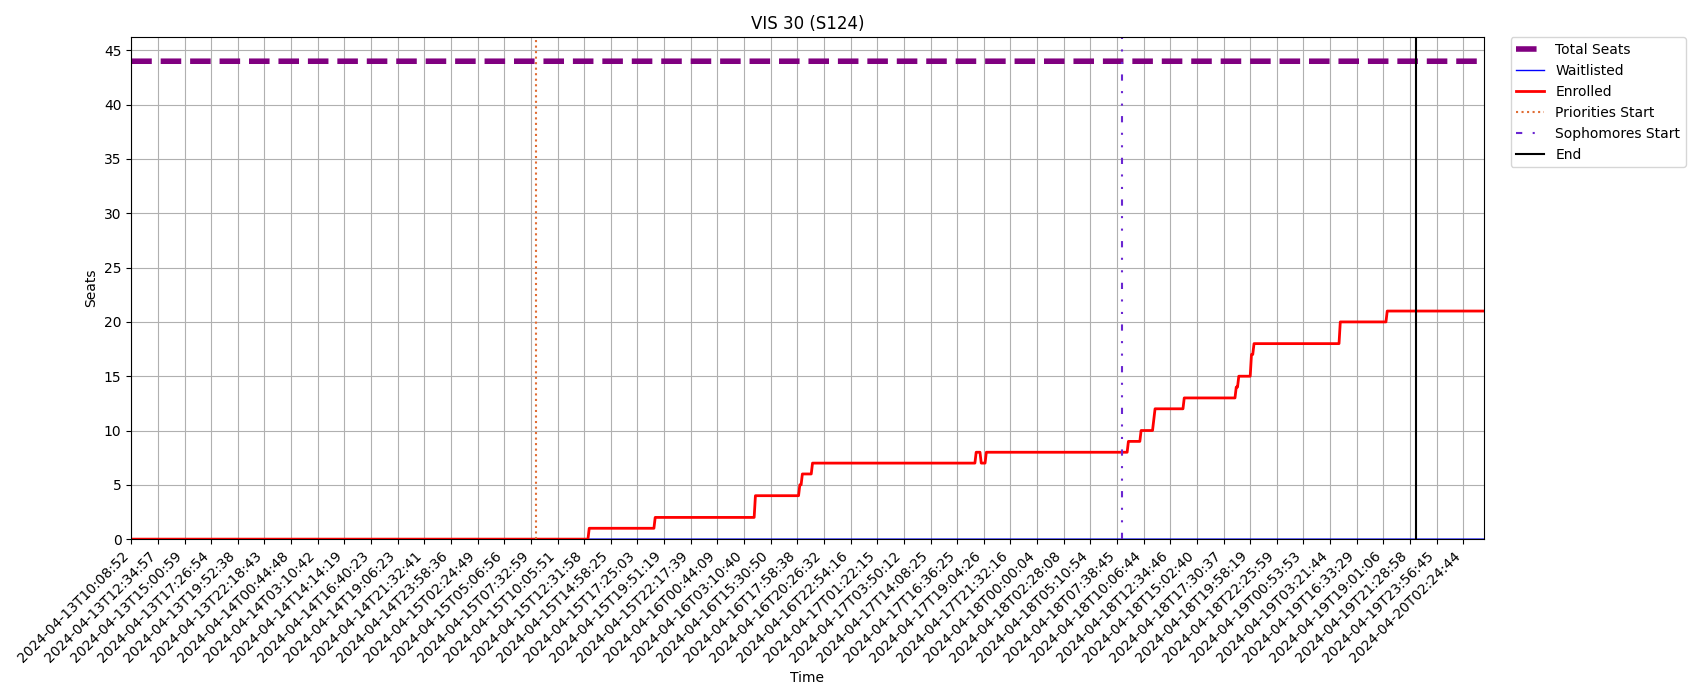 VIS 30 (S124)
Total Seats
Waitlisted
Enrolled
Priorities Start
Sophomores Start
End
Seats
45
40
35
30
25
20
15
10
5
0
2024-04-13T10:08:52
2024-04-13T12:34:57
2024-04-13T15:00:59
2024-04-13T17:26:54
2024-04-13T19:52:38
2024-04-13T22:18:43
2024-04-14T00:44:48
2024-04-14T03:10:42
2024-04-14T14:14:19
2024-04-14T16:40:23
2024-04-14T19:06:23
2024-04-14T21:32:41
2024-04-14T23:58:36
2024-04-15T02:24:49
2024-04-15T05:06:56
2024-04-15T07:32:59
2024-04-15T10:05:51
2024-04-15T12:31:58
2024-04-15T14:58:25
2024-04-15T17:25:03
2024-04-15T19:51:19
2024-04-15T22:17:39
2024-04-16T00:44:09
2024-04-16T03:10:40
2024-04-16T15:30:50
2024-04-16T17:58:38
2024-04-16T20:26:32
2024-04-16T22:54:16
2024-04-17T01:22:15
2024-04-17T03:50:12
2024-04-17T14:08:25
2024-04-17T16:36:25
2024-04-17T19:04:26
2024-04-17T21:32:16
2024-04-18T00:00:04
2024-04-18T02:28:08
2024-04-18T05:10:54
2024-04-18T07:38:45
2024-04-18T10:06:44
2024-04-18T12:34:46
2024-04-18T15:02:40
2024-04-18T17:30:37
2024-04-18T19:58:19
2024-04-18T22:25:59
2024-04-19T00:53:53
2024-04-19T03:21:44
2024-04-19T16:33:29
2024-04-19T19:01:06
2024-04-19T21:28:58
2024-04-19T23:56:45
2024-04-20T02:24:44
Time